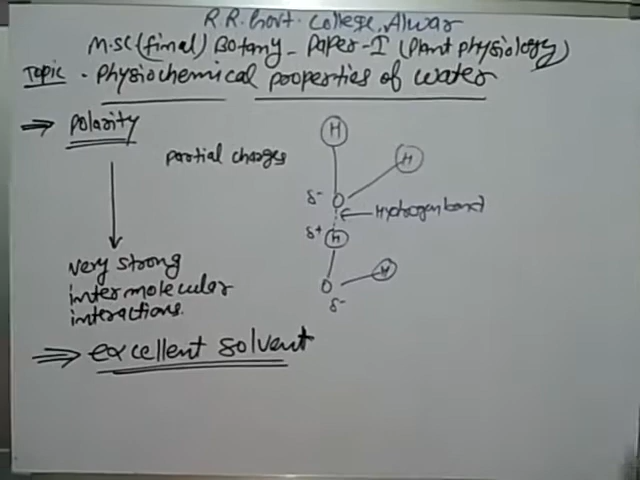 R.R. Govt. College, Alwar
M.Sc (final) Botany - Paper-I (Plant physiology)
Topic - Physiochemical properties of water
⇒ Polarity
partial charges
very strong
intermolecular
interactions.
⇒ excellent solvent
H
H
δ- O
Hydrogen bond
δ+ H
H
O
δ-